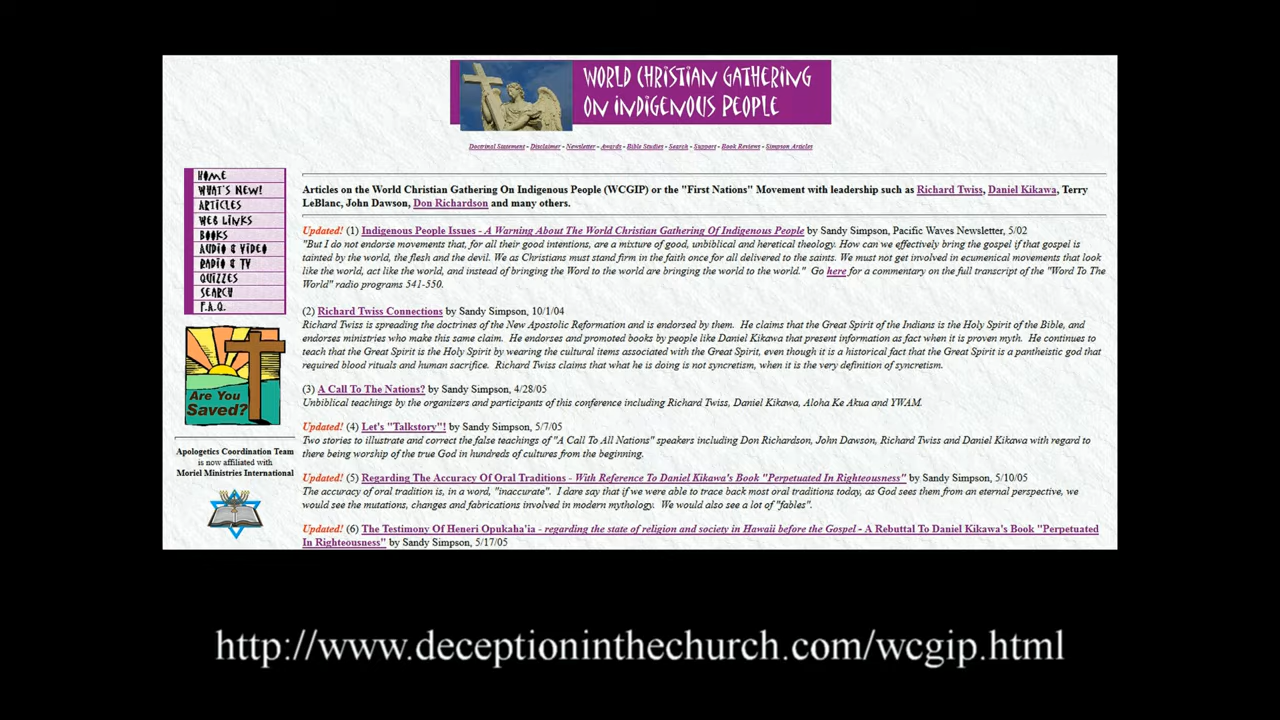 WORLD CHRISTIAN GATHERING
ON INDIGENOUS PEOPLE
Doctrinal Statement - Disclaimer - Newsletter - Awards - Bible Studies - Search - Support - Book Reviews - Simpson Articles
HOME
WHAT'S NEW!
ARTICLES
WEB LINKS
BOOKS
AUDIO & VIDEO
RADIO & TV
QUIZZES
SEARCH
F.A.Q.
Are You
Saved?
Apologetics Coordination Team
is now affiliated with
Moriel Ministries International
Articles on the World Christian Gathering On Indigenous People (WCGIP) or the "First Nations" Movement with leadership such as Richard Twiss, Daniel Kikawa, Terry
LeBlanc, John Dawson, Don Richardson and many others.
Updated! (1) Indigenous People Issues - A Warning About The World Christian Gathering Of Indigenous People by Sandy Simpson, Pacific Waves Newsletter, 5/02
"But I do not endorse movements that, for all their good intentions, are a mixture of good, unbiblical and heretical theology. How can we effectively bring the gospel if that gospel is
tainted by the world, the flesh and the devil. We as Christians must stand firm in the faith once for all delivered to the saints. We must not get involved in ecumenical movements that look
like the world, act like the world, and instead of bringing the Word to the world are bringing the world to the world." Go here for a commentary on the full transcript of the "Word To The
World" radio programs 541-550.
(2) Richard Twiss Connections by Sandy Simpson, 10/1/04
Richard Twiss is spreading the doctrines of the New Apostolic Reformation and is endorsed by them. He claims that the Great Spirit of the Indians is the Holy Spirit of the Bible, and
endorses ministries who make this same claim. He endorses and promoted books by people like Daniel Kikawa that present information as fact when it is proven myth. He continues to
teach that the Great Spirit is the Holy Spirit by wearing the cultural items associated with the Great Spirit, even though it is a historical fact that the Great Spirit is a pantheistic god that
required blood rituals and human sacrifice. Richard Twiss claims that what he is doing is not syncretism, when it is the very definition of syncretism.
(3) A Call To The Nations? by Sandy Simpson, 4/28/05
Unbiblical teachings by the organizers and participants of this conference including Richard Twiss, Daniel Kikawa, Aloha Ke Akua and YWAM.
Updated! (4) Let's "Talkstory"! by Sandy Simpson, 5/7/05
Two stories to illustrate and correct the false teachings of "A Call To All Nations" speakers including Don Richardson, John Dawson, Richard Twiss and Daniel Kikawa with regard to
there being worship of the true God in hundreds of cultures from the beginning.
Updated! (5) Regarding The Accuracy Of Oral Traditions - With Reference To Daniel Kikawa's Book "Perpetuated In Righteousness" by Sandy Simpson, 5/10/05
The accuracy of oral tradition is, in a word, "inaccurate". I dare say that if we were able to trace back most oral traditions today, as God sees them from an eternal perspective, we
would see the mutations, changes and fabrications involved in modern mythology. We would also see a lot of "fables".
Updated! (6) The Testimony Of Heneri Opukaha'ia - regarding the state of religion and society in Hawaii before the Gospel - A Rebuttal To Daniel Kikawa's Book "Perpetuated
In Righteousness" by Sandy Simpson, 5/17/05
http://www.deceptioninthechurch.com/wcgip.html